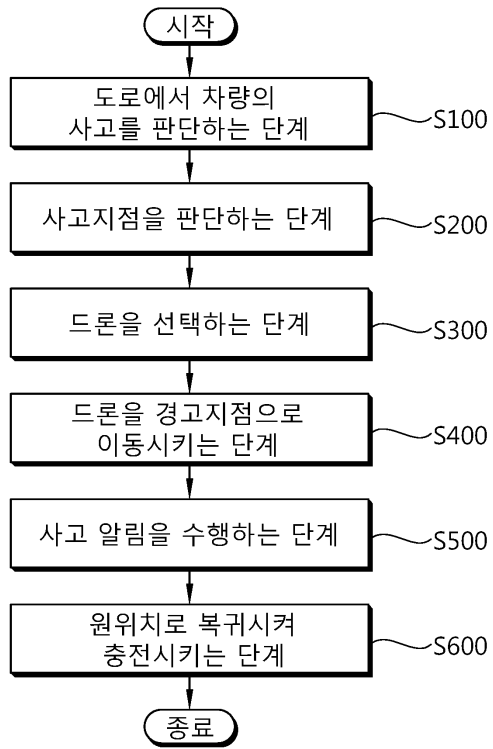 시작
도로에서 차량의
사고를 판단하는 단계
S100
사고지점을 판단하는 단계
S200
드론을 선택하는 단계
S300
드론을 경고지점으로
이동시키는 단계
S400
사고 알림을 수행하는 단계
S500
원위치로 복귀시켜
충전시키는 단계
S600
종료